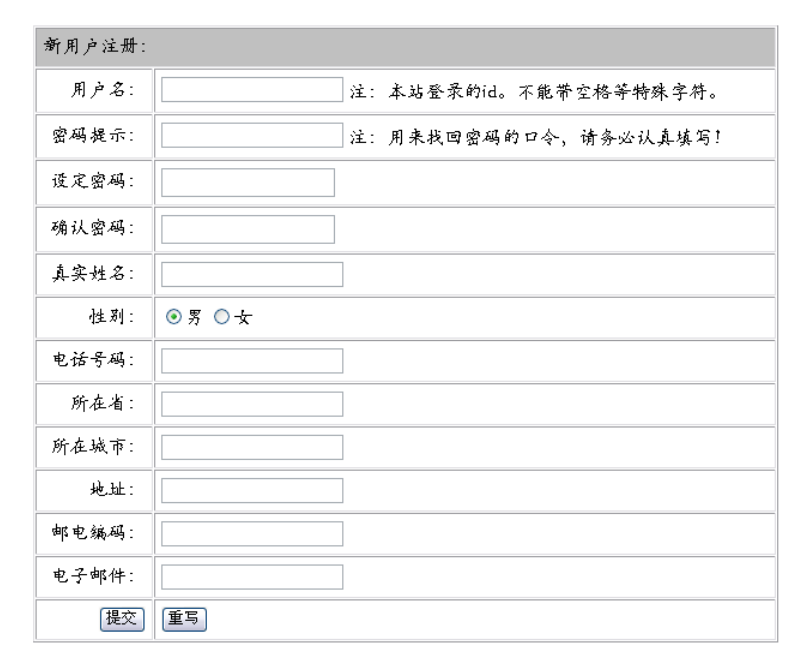 新用户注册:
用户名: 注: 本站登录的id。不能带空格等特殊字符。
密码提示: 注: 用来找回密码的口令, 请务必认真填写!
设定密码:
确认密码:
真实姓名:
性别: 男 女
电话号码:
所在省:
所在城市:
地址:
邮电编码:
电子邮件:
提交 重写